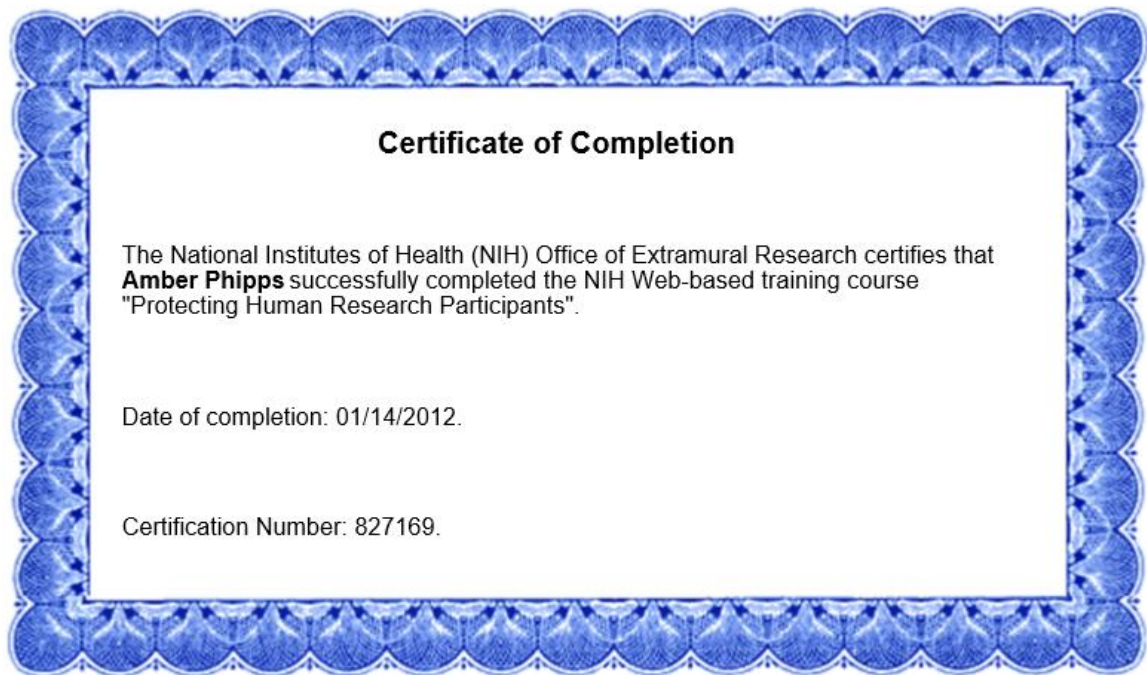 Certificate of Completion
The National Institutes of Health (NIH) Office of Extramural Research certifies that
Amber Phipps successfully completed the NIH Web-based training course
"Protecting Human Research Participants".
Date of completion: 01/14/2012.
Certification Number: 827169.